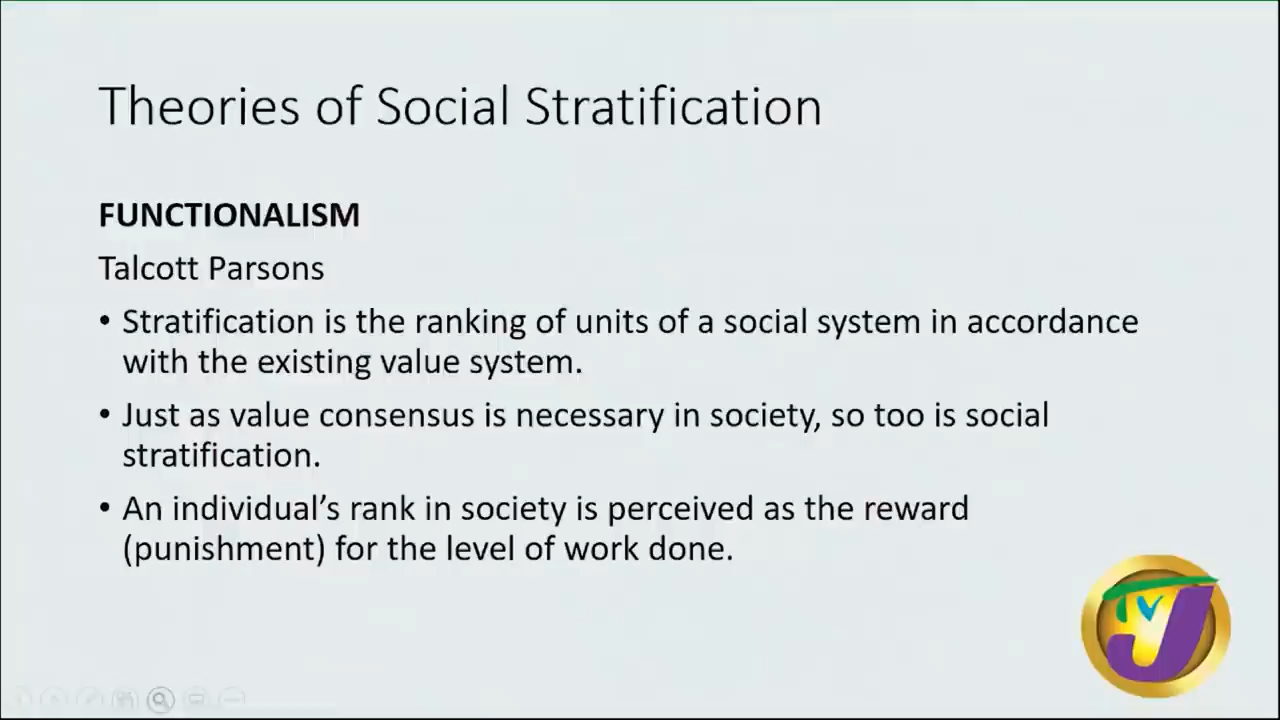 Theories of Social Stratification
FUNCTIONALISM
Talcott Parsons
• Stratification is the ranking of units of a social system in accordance
with the existing value system.
• Just as value consensus is necessary in society, so too is social
stratification.
• An individual’s rank in society is perceived as the reward
(punishment) for the level of work done.
TVJ